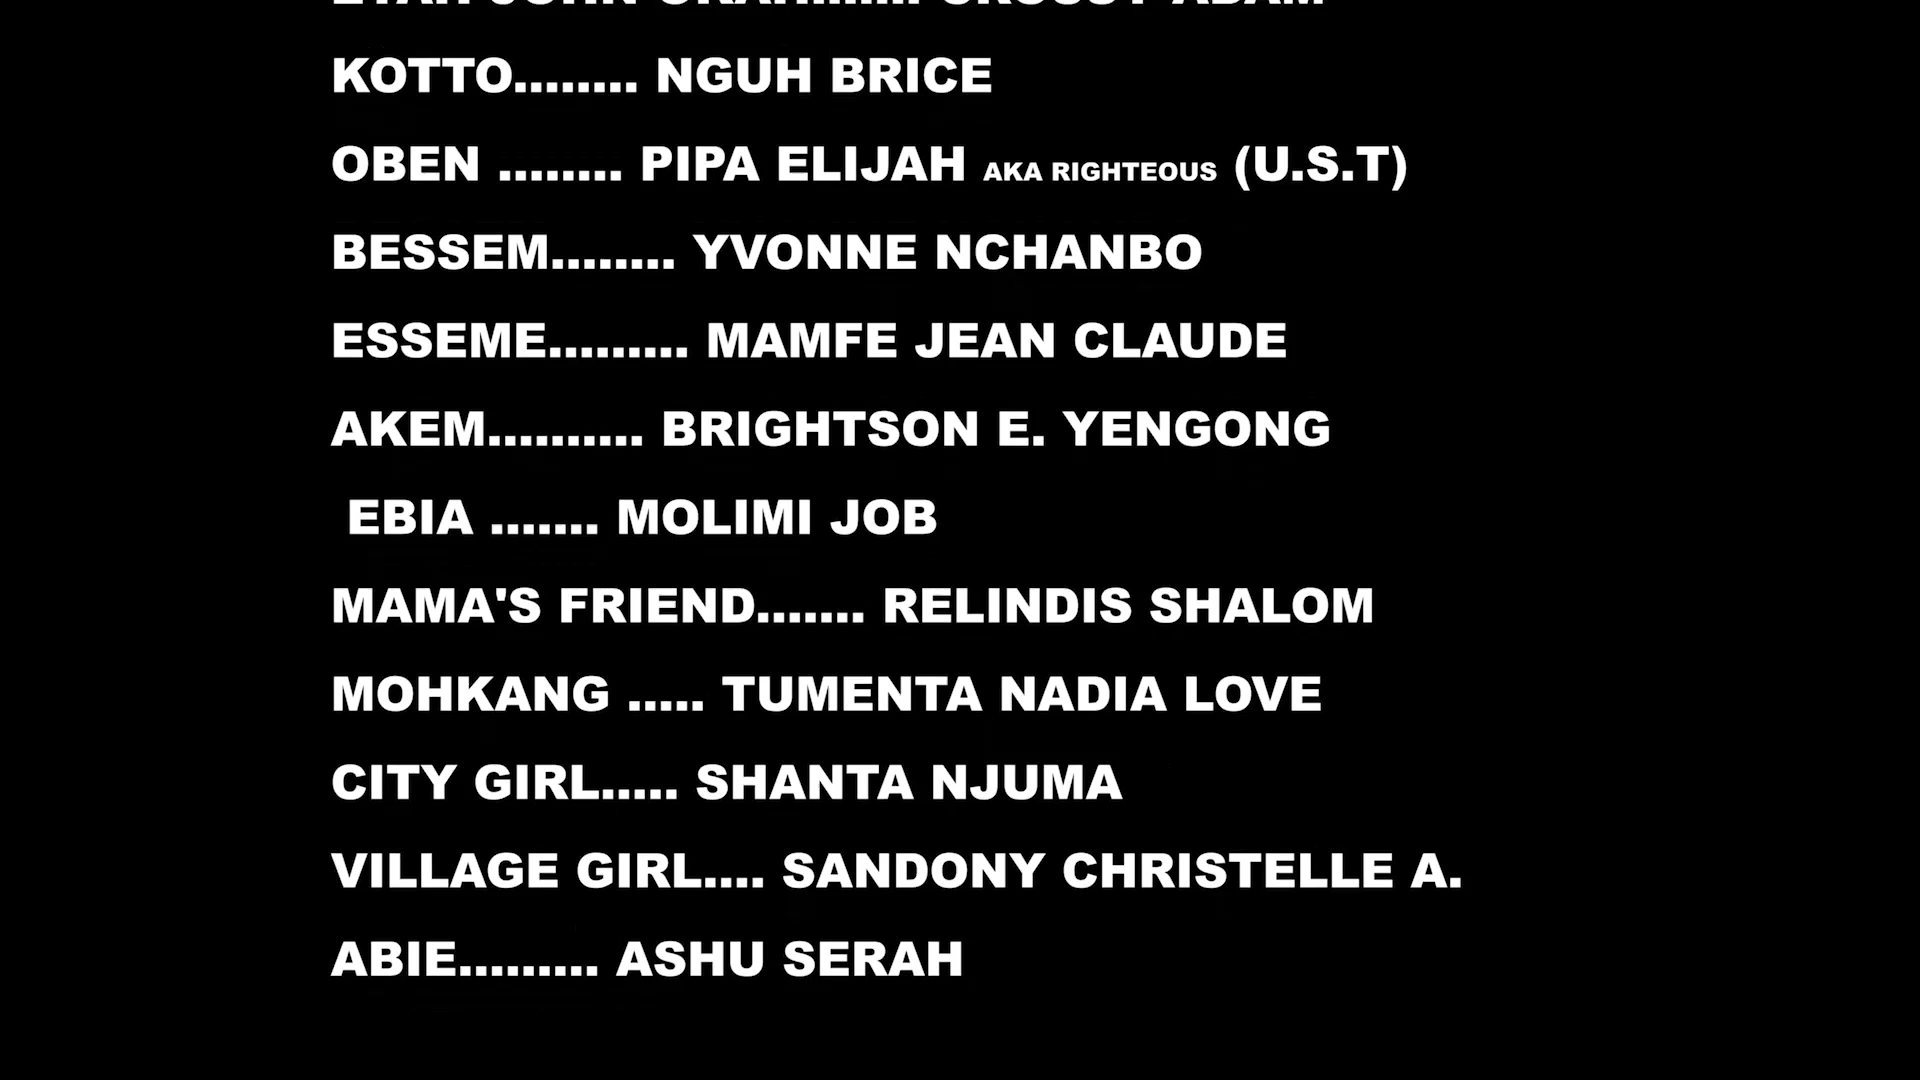 KOTTO........ NGUH BRICE
OBEN ........ PIPA ELIJAH AKA RIGHTEOUS (U.S.T)
BESSEM........ YVONNE NCHANBO
ESSEME......... MAMFE JEAN CLAUDE
AKEM.......... BRIGHTSON E. YENGONG
EBIA ....... MOLIMI JOB
MAMA'S FRIEND....... RELINDIS SHALOM
MOHKANG ..... TUMENTA NADIA LOVE
CITY GIRL..... SHANTA NJUMA
VILLAGE GIRL.... SANDONY CHRISTELLE A.
ABIE......... ASHU SERAH